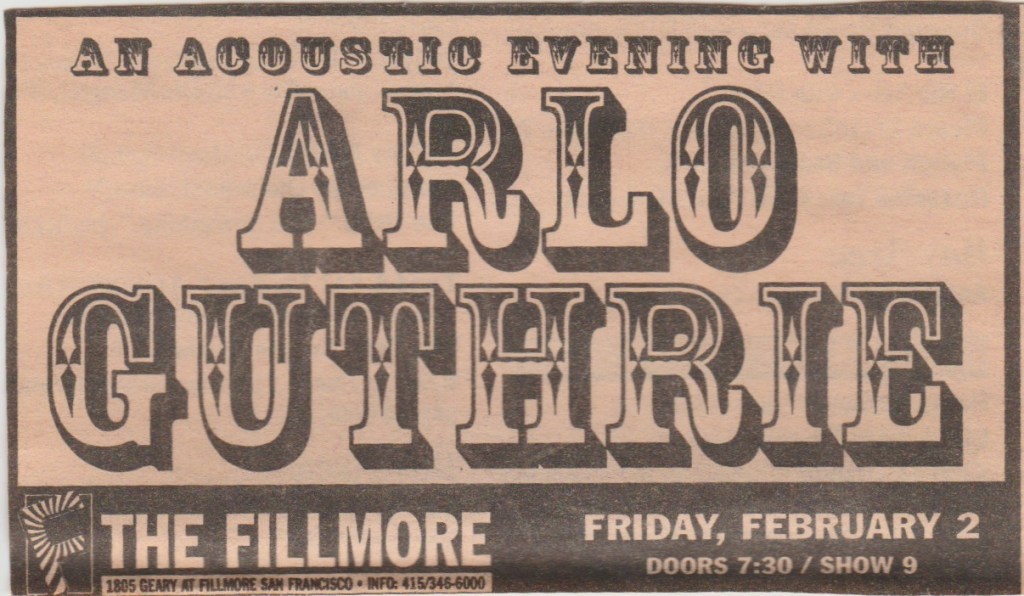 AN ACOUSTIC EVENING WITH
ARLO
GUTHRIE
THE FILLMORE
1805 GEARY AT FILLMORE SAN FRANCISCO • INFO: 415/346-6000
FRIDAY, FEBRUARY 2
DOORS 7:30 / SHOW 9